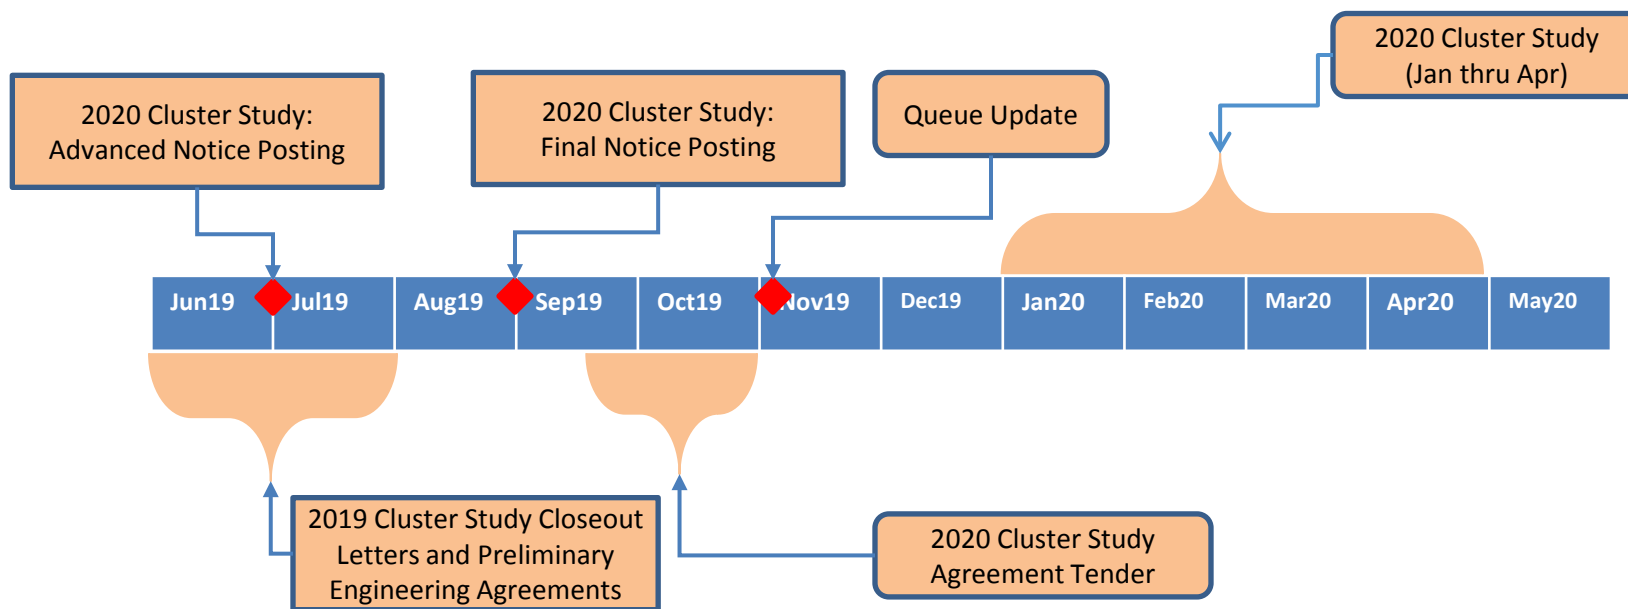 2020 Cluster Study
(Jan thru Apr)
2020 Cluster Study:
Advanced Notice Posting
2020 Cluster Study:
Final Notice Posting
Queue Update
Jun19
Jul19
Aug19
Sep19
Oct19
Nov19
Dec19
Jan20
Feb20
Mar20
Apr20
May20
2019 Cluster Study Closeout
Letters and Preliminary
Engineering Agreements
2020 Cluster Study
Agreement Tender